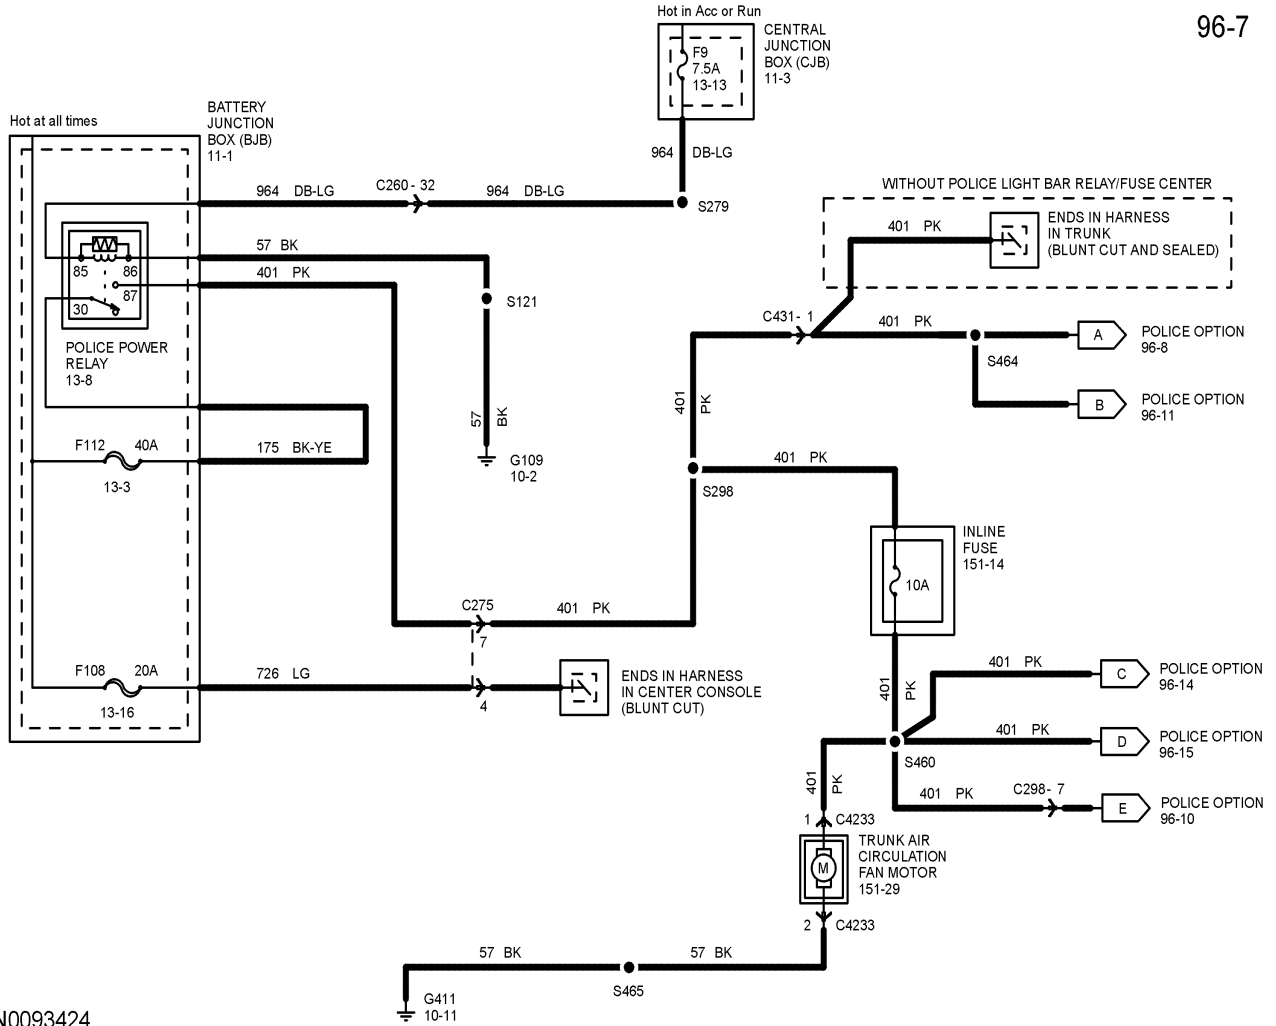 96-7
Hot in Acc or Run
CENTRAL
JUNCTION
BOX (CJB)
11-3
F9
7.5A
13-13
964 DB-LG
S279
Hot at all times
BATTERY
JUNCTION
BOX (BJB)
11-1
964 DB-LG
C260 - 32
964 DB-LG
57 BK
401 PK
85
86
87
30
POLICE POWER
RELAY
13-8
S121
57 BK
G109
10-2
F112 40A
13-3
175 BK-YE
WITHOUT POLICE LIGHT BAR RELAY/FUSE CENTER
401 PK
ENDS IN HARNESS
IN TRUNK
(BLUNT CUT AND SEALED)
C431- 1
401 PK
S464
A
POLICE OPTION
96-8
B
POLICE OPTION
96-11
401 PK
S298
401 PK
INLINE
FUSE
151-14
10A
C275
7
401 PK
F108 20A
13-16
726 LG
4
ENDS IN HARNESS
IN CENTER CONSOLE
(BLUNT CUT)
401 PK
401 PK
C
POLICE OPTION
96-14
401 PK
D
POLICE OPTION
96-15
S460
401 PK
401 PK
C298- 7
E
POLICE OPTION
96-10
1
C4233
TRUNK AIR
CIRCULATION
FAN MOTOR
151-29
M
2
C4233
57 BK
57 BK
S465
G411
10-11
N0093424